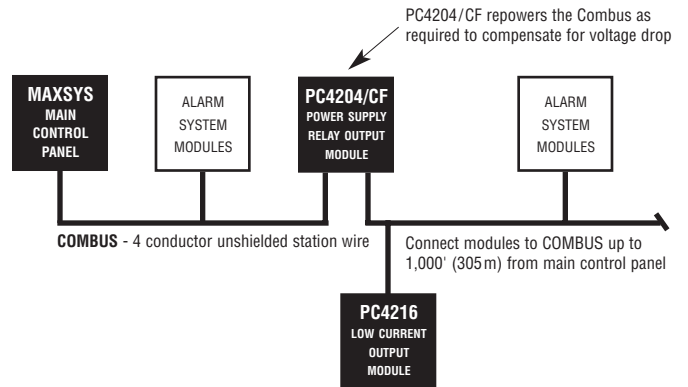 PC4204/CF repowers the Combus as
required to compensate for voltage drop
MAXSYS
MAIN
CONTROL
PANEL
ALARM
SYSTEM
MODULES
PC4204/CF
POWER SUPPLY
RELAY OUTPUT
MODULE
ALARM
SYSTEM
MODULES
COMBUS - 4 conductor unshielded station wire
Connect modules to COMBUS up to
1,000' (305m) from main control panel
PC4216
LOW CURRENT
OUTPUT
MODULE